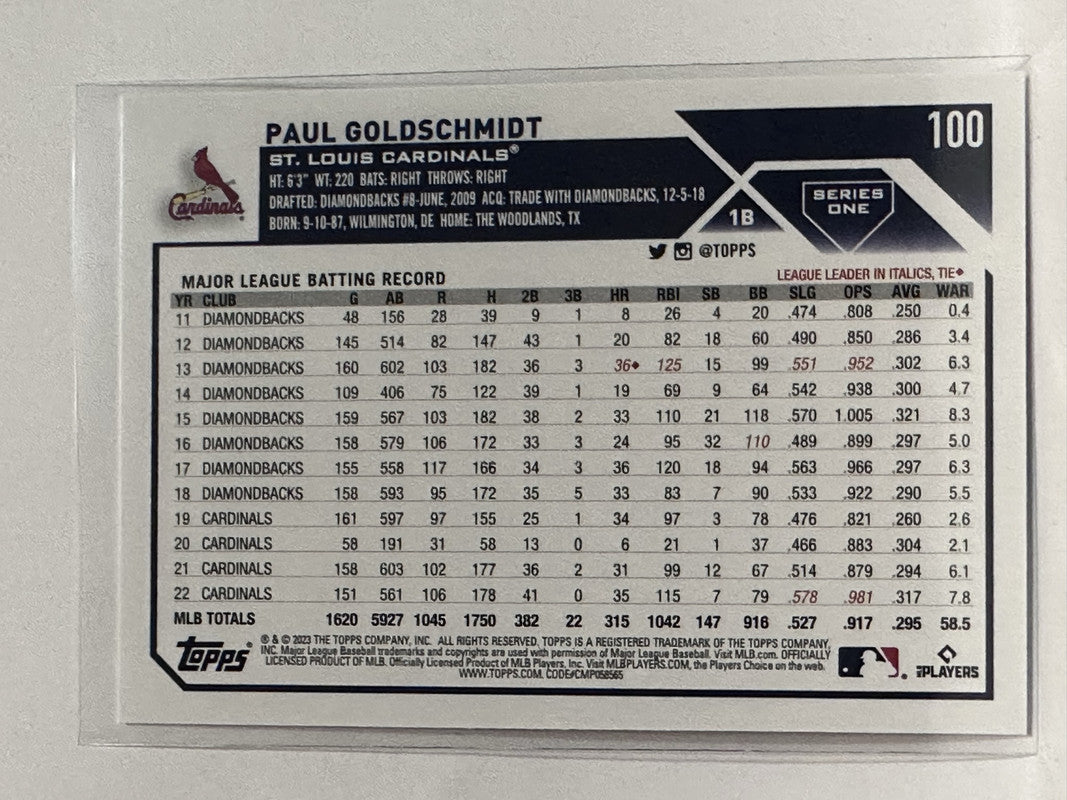 PAUL GOLDSCHMIDT
100
ST. LOUIS CARDINALS®
HT: 6'3" WT: 220 BATS: RIGHT THROWS: RIGHT
DRAFTED: DIAMONDBACKS #8-JUNE, 2009 ACQ: TRADE WITH DIAMONDBACKS, 12-5-18
BORN: 9-10-87, WILMINGTON, DE HOME: THE WOODLANDS, TX
Cardinals
1B
SERIES
ONE
@TOPPS
MAJOR LEAGUE BATTING RECORD
LEAGUE LEADER IN ITALICS, TIE◆
YR CLUB G AB R H 2B 3B HR RBI SB BB SLG OPS AVG WAR
11 DIAMONDBACKS 48 156 28 39 9 1 8 26 4 20 .474 .808 .250 0.4
12 DIAMONDBACKS 145 514 82 147 43 1 20 82 18 60 .490 .850 .286 3.4
13 DIAMONDBACKS 160 602 103 182 36 3 36◆ 125 15 99 .551 .952 .302 6.3
14 DIAMONDBACKS 109 406 75 122 39 1 19 69 9 64 .542 .938 .300 4.7
15 DIAMONDBACKS 159 567 103 182 38 2 33 110 21 118 .570 1.005 .321 8.3
16 DIAMONDBACKS 158 579 106 172 33 3 24 95 32 110 .489 .899 .297 5.0
17 DIAMONDBACKS 155 558 117 166 34 3 36 120 18 94 .563 .966 .297 6.3
18 DIAMONDBACKS 158 593 95 172 35 5 33 83 7 90 .533 .922 .290 5.5
19 CARDINALS 161 597 97 155 25 1 34 97 3 78 .476 .821 .260 2.6
20 CARDINALS 58 191 31 58 13 0 6 21 1 37 .466 .883 .304 2.1
21 CARDINALS 158 603 102 177 36 2 31 99 12 67 .514 .879 .294 6.1
22 CARDINALS 151 561 106 178 41 0 35 115 7 79 .578 .981 .317 7.8
MLB TOTALS 1620 5927 1045 1750 382 22 315 1042 147 916 .527 .917 .295 58.5
Topps®
® & © 2023 THE TOPPS COMPANY, INC. ALL RIGHTS RESERVED. TOPPS IS A REGISTERED TRADEMARK OF THE TOPPS COMPANY,
INC. Major League Baseball trademarks and copyrights are used with permission of Major League Baseball. Visit MLB.com. OFFICIALLY
LICENSED PRODUCT OF MLB. Officially Licensed Product of MLB Players, Inc. Visit MLBPLAYERS.COM, the Players Choice on the web.
WWW.TOPPS.COM. CODE#CMP058565
MLB PLAYERS